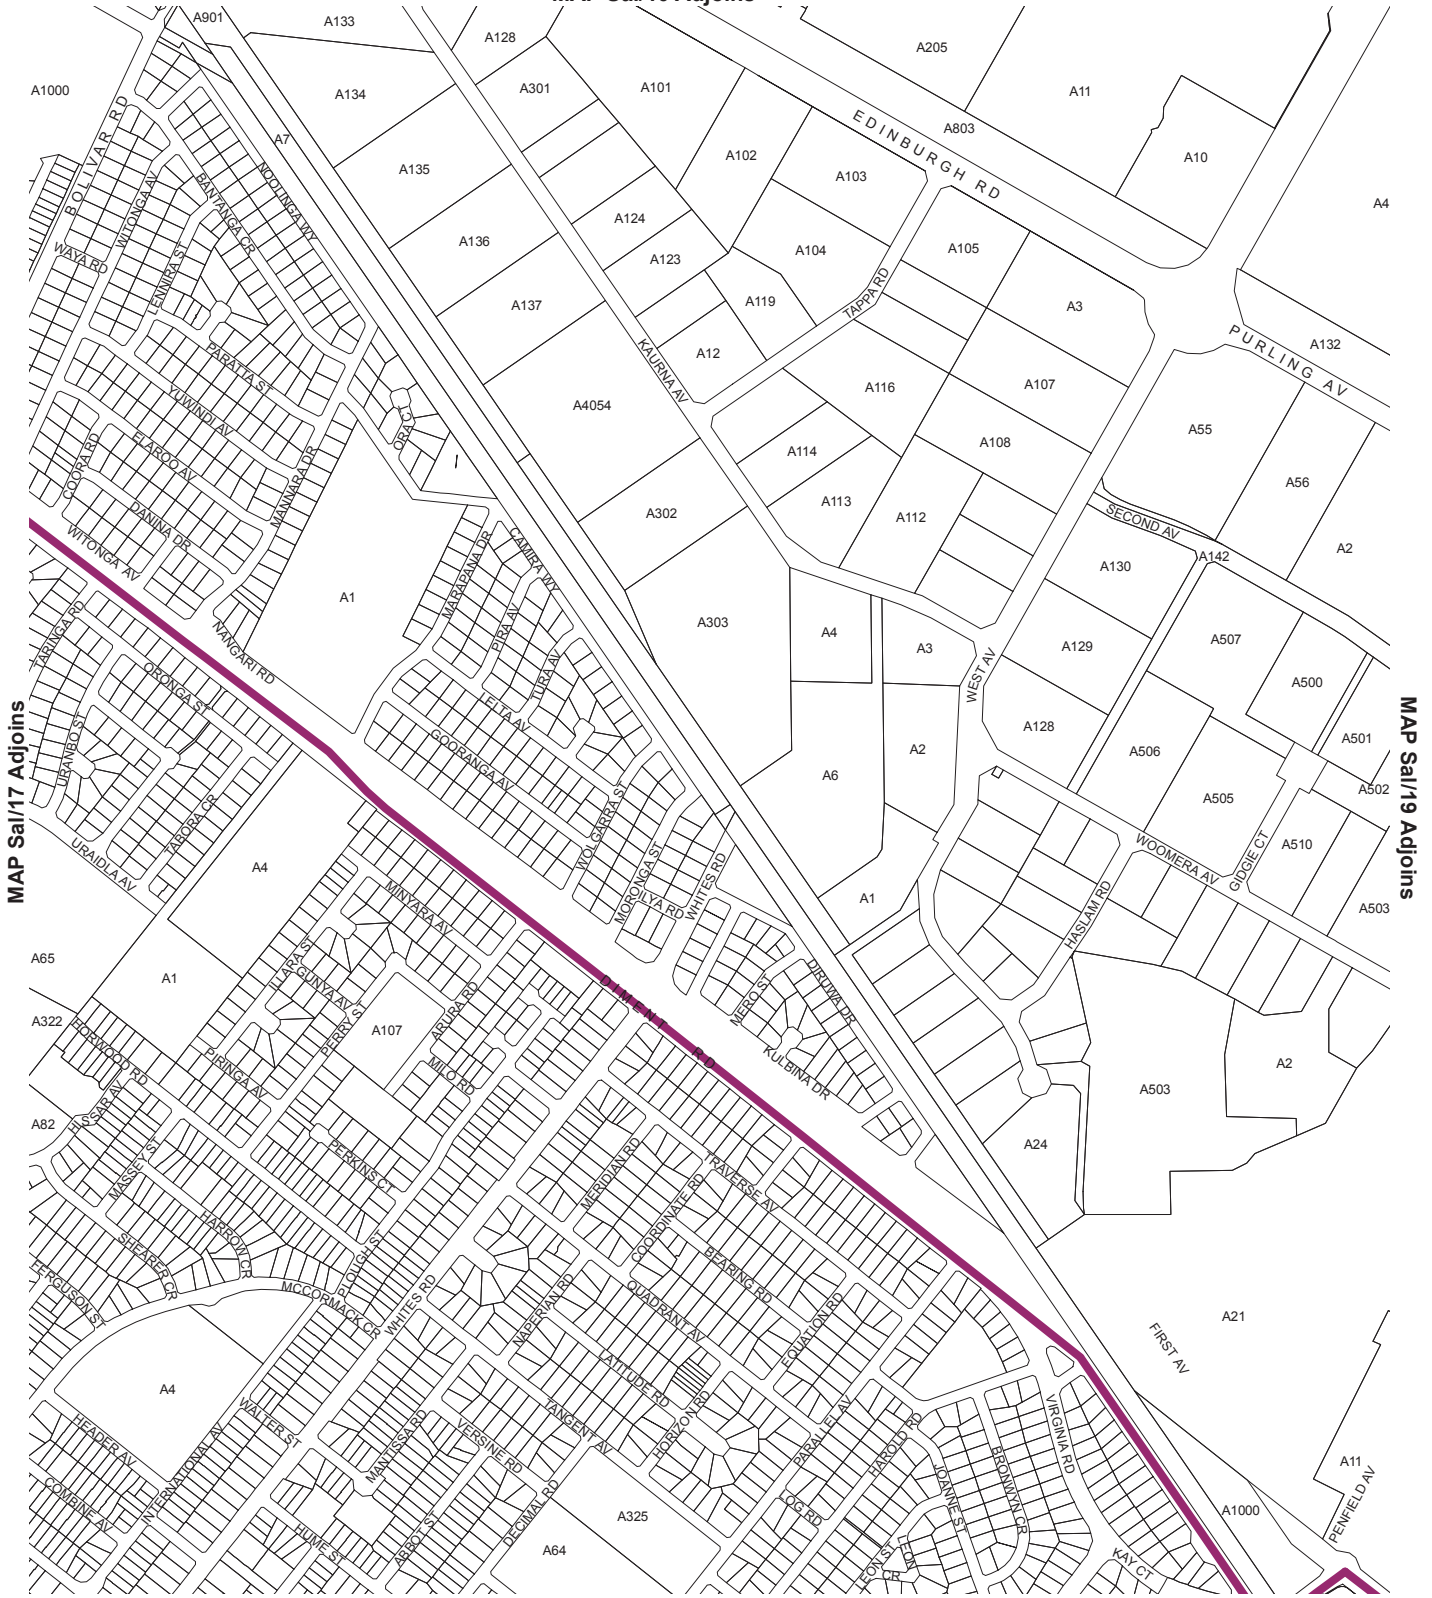 A901
A133
A128
A205
A1000
A134
A301
A101
A11
A803
EDINBURGH RD
A7
A10
BOLIVAR RD
A135
A102
A103
A4
NOOLINGA WY
BANTANGA CR
WITONGA AV
WAYA RD
LENNIRA ST
A136
A124
A123
A104
A105
A137
A119
TAPPA RD
A3
PURLING AV
A132
KAURNA AV
A12
PARATTA ST
YUWINDI AV
A4054
A116
A107
ORA CT
COORA RD
ELAROO AV
MANNARA DR
A114
A108
A55
A113
A56
A302
A112
SECOND AV
DANINA DR
WITONGA AV
MARAPANA DR
CAMIRA WY
A142
A2
A130
A1
TARINGA RD
NANGARI RD
PIRA AV
A303
A4
A3
A129
A507
WEST AV
ORONGA ST
TURA AV
LEITA AV
A500
MAP Sal/17 Adjoins
MAP Sal/19 Adjoins
URANBO ST
GOORANGA AV
A128
A2
A506
A501
A6
A505
A502
TABORA CR
WOLGARRA ST
URAIDLA AV
WOOMERA AV
GIDGIE CT
A510
A4
MINYARA AV
MORONGA ST
ILYA RD
WHITES RD
A1
HASLAM RD
A503
A65
A1
ILLARA ST
GUNYA AV
PERRY ST
ARURA RD
DIMENT RD
MERO ST
DIRUWA DR
A322
A107
HORWOOD RD
PIRINGA AV
MILO RD
KULBINA DR
A503
A2
A82
HISSAR AV
MASSEY ST
PERKINS CT
MERIDIAN RD
TRAVERSE AV
A24
COORDINATE RD
SHEARER CR
HARROW CR
PLOUGH ST
BEARING RD
FERGUSON ST
MCCORMACK CR
WHITES RD
NAPERIAN RD
QUADRANT AV
EQUATION RD
A21
FIRST AV
A4
LATITUDE RD
HEADER AV
WALTER ST
INTERNATIONAL AV
MANTISSA RD
VERSINE RD
TANGENT AV
HORIZON RD
PARALLEL AV
HAROLD RD
VIRGINIA RD
BRONWYN CR
JOANNE ST
COMBINE AV
HUME ST
ABBOT ST
DECIMAL RD
A325
A64
LOG RD
LEON ST
LEON CR
KAY CT
A1000
A11
PENFIELD AV